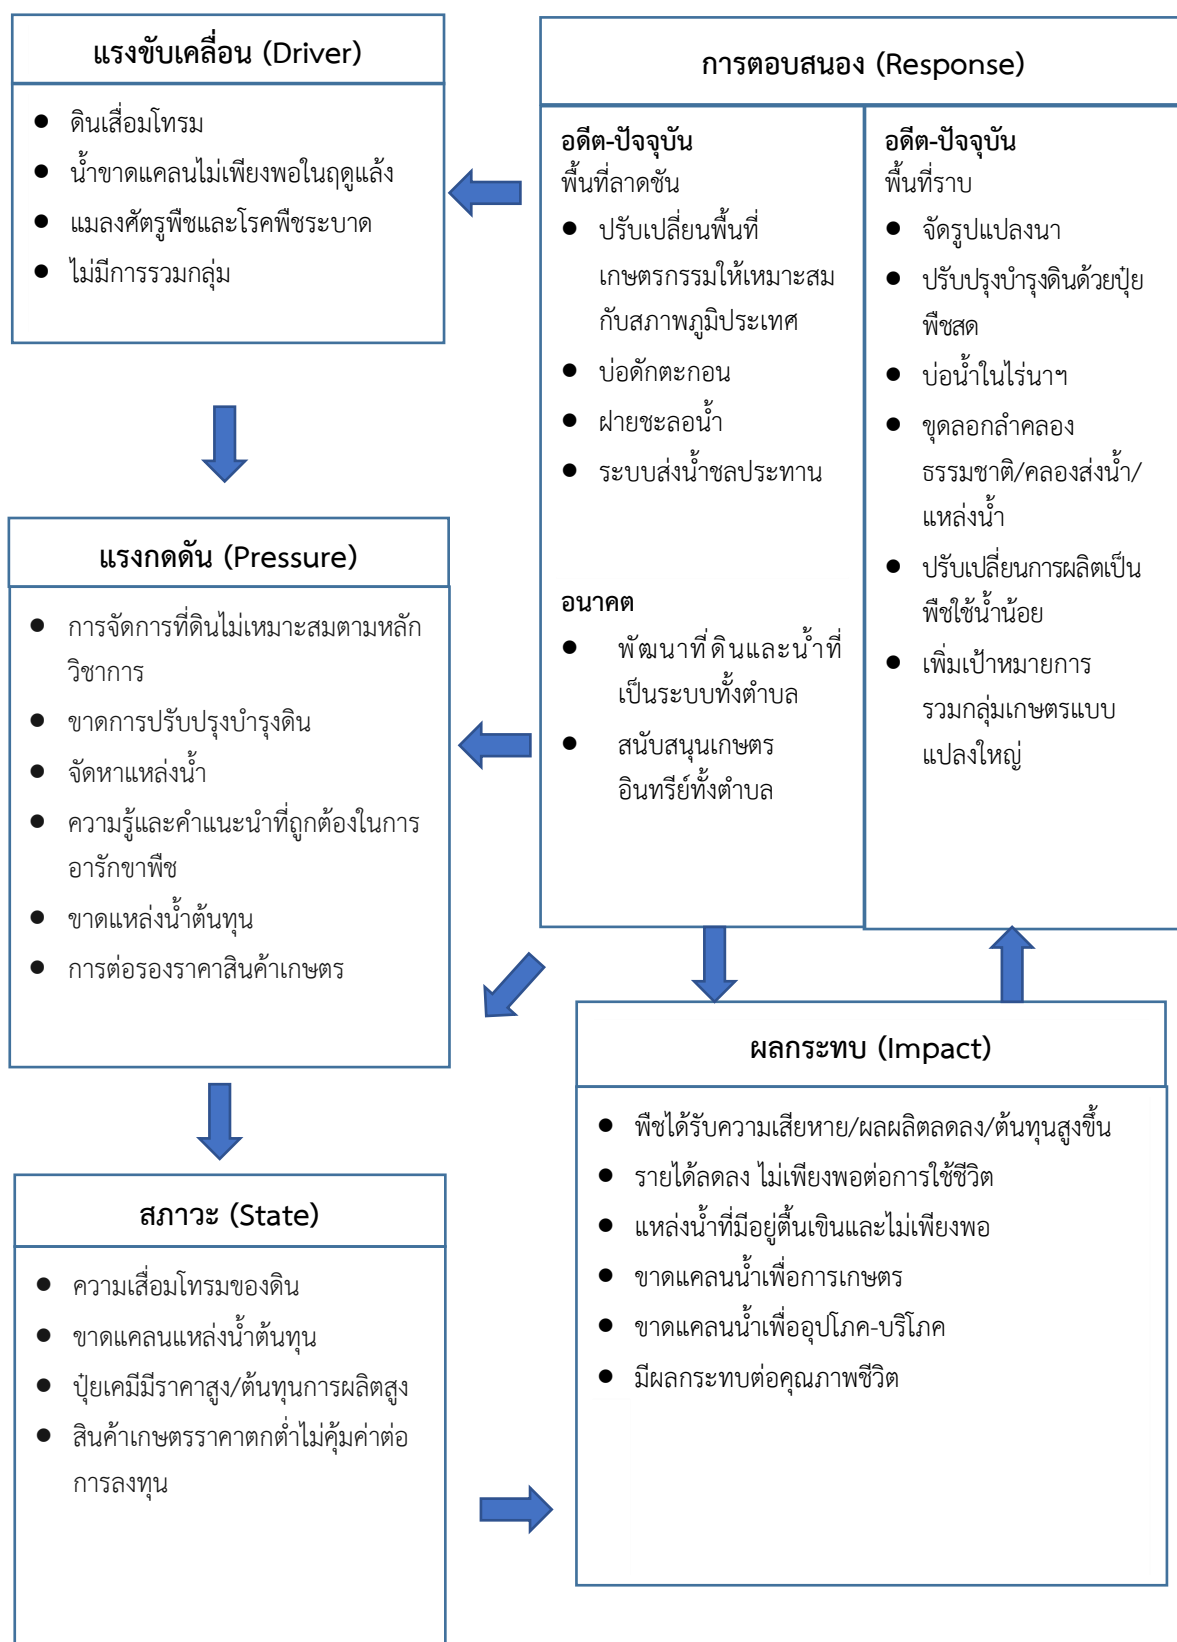 แรงขับเคลื่อน (Driver)
● ดินเสื่อมโทรม
● น้ำขาดแคลนไม่เพียงพอในฤดูแล้ง
● แมลงศัตรูพืชและโรคพืชระบาด
● ไม่มีการรวมกลุ่ม
การตอบสนอง (Response)
อดีต-ปัจจุบัน
พื้นที่ลาดชัน
● ปรับเปลี่ยนพื้นที่
เกษตรกรรมให้เหมาะสม
กับสภาพภูมิประเทศ
● บ่อดักตะกอน
● ฝายชะลอน้ำ
● ระบบส่งน้ำชลประทาน
อนาคต
● พัฒนาที่ดินและน้ำที่
เป็นระบบทั้งตำบล
● สนับสนุนเกษตร
อินทรีย์ทั้งตำบล
อดีต-ปัจจุบัน
พื้นที่ราบ
● จัดรูปแปลงนา
● ปรับปรุงบำรุงดินด้วยปุ๋ย
พืชสด
● บ่อน้ำในไร่นาฯ
● ขุดลอกลำคลอง
ธรรมชาติ/คลองส่งน้ำ/
แหล่งน้ำ
● ปรับเปลี่ยนการผลิตเป็น
พืชใช้น้ำน้อย
● เพิ่มเป้าหมายการ
รวมกลุ่มเกษตรแบบ
แปลงใหญ่
แรงกดดัน (Pressure)
● การจัดการที่ดินไม่เหมาะสมตามหลัก
วิชาการ
● ขาดการปรับปรุงบำรุงดิน
● จัดหาแหล่งน้ำ
● ความรู้และคำแนะนำที่ถูกต้องในการ
อารักขาพืช
● ขาดแหล่งน้ำต้นทุน
● การต่อรองราคาสินค้าเกษตร
สภาวะ (State)
● ความเสื่อมโทรมของดิน
● ขาดแคลนแหล่งน้ำต้นทุน
● ปุ๋ยเคมีมีราคาสูง/ต้นทุนการผลิตสูง
● สินค้าเกษตรราคาตกต่ำไม่คุ้มค่าต่อ
การลงทุน
ผลกระทบ (Impact)
● พืชได้รับความเสียหาย/ผลผลิตลดลง/ต้นทุนสูงขึ้น
● รายได้ลดลง ไม่เพียงพอต่อการใช้ชีวิต
● แหล่งน้ำที่มีอยู่ตื้นเขินและไม่เพียงพอ
● ขาดแคลนน้ำเพื่อการเกษตร
● ขาดแคลนน้ำเพื่ออุปโภค-บริโภค
● มีผลกระทบต่อคุณภาพชีวิต